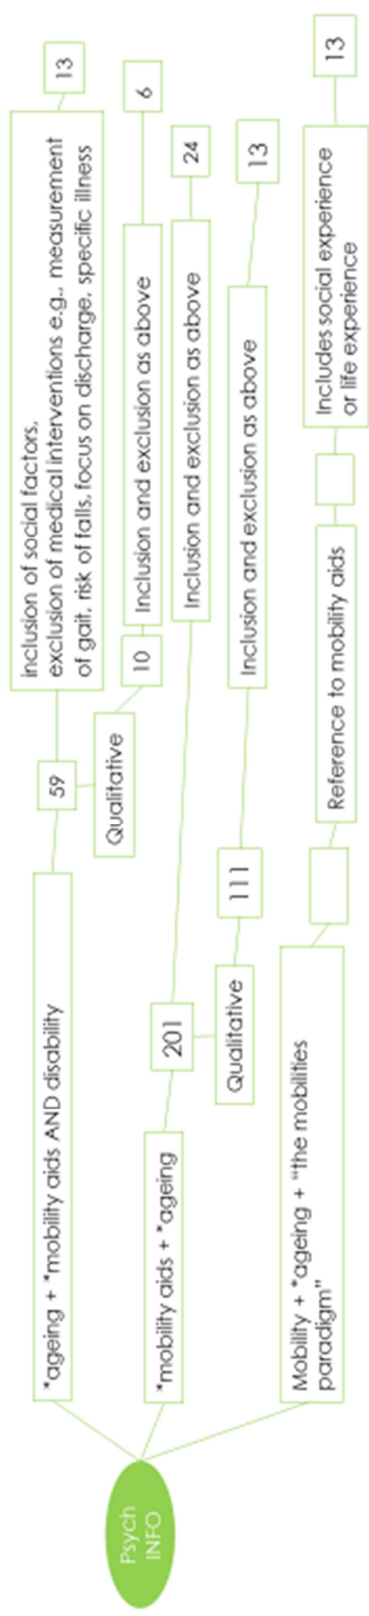 Psych
INFO
*ageing + *mobility aids AND disability
59
inclusion of social factors,
exclusion of medical interventions e.g., measurement
of gait, risk of falls, focus on discharge, specific illness
13
Qualitative
10
Inclusion and exclusion as above
6
*mobility aids + *ageing
201
Inclusion and exclusion as above
24
Qualitative
111
Inclusion and exclusion as above
13
Mobility + *ageing + "the mobilities
paradigm"
Reference to mobility aids
Includes social experience
or life experience
13